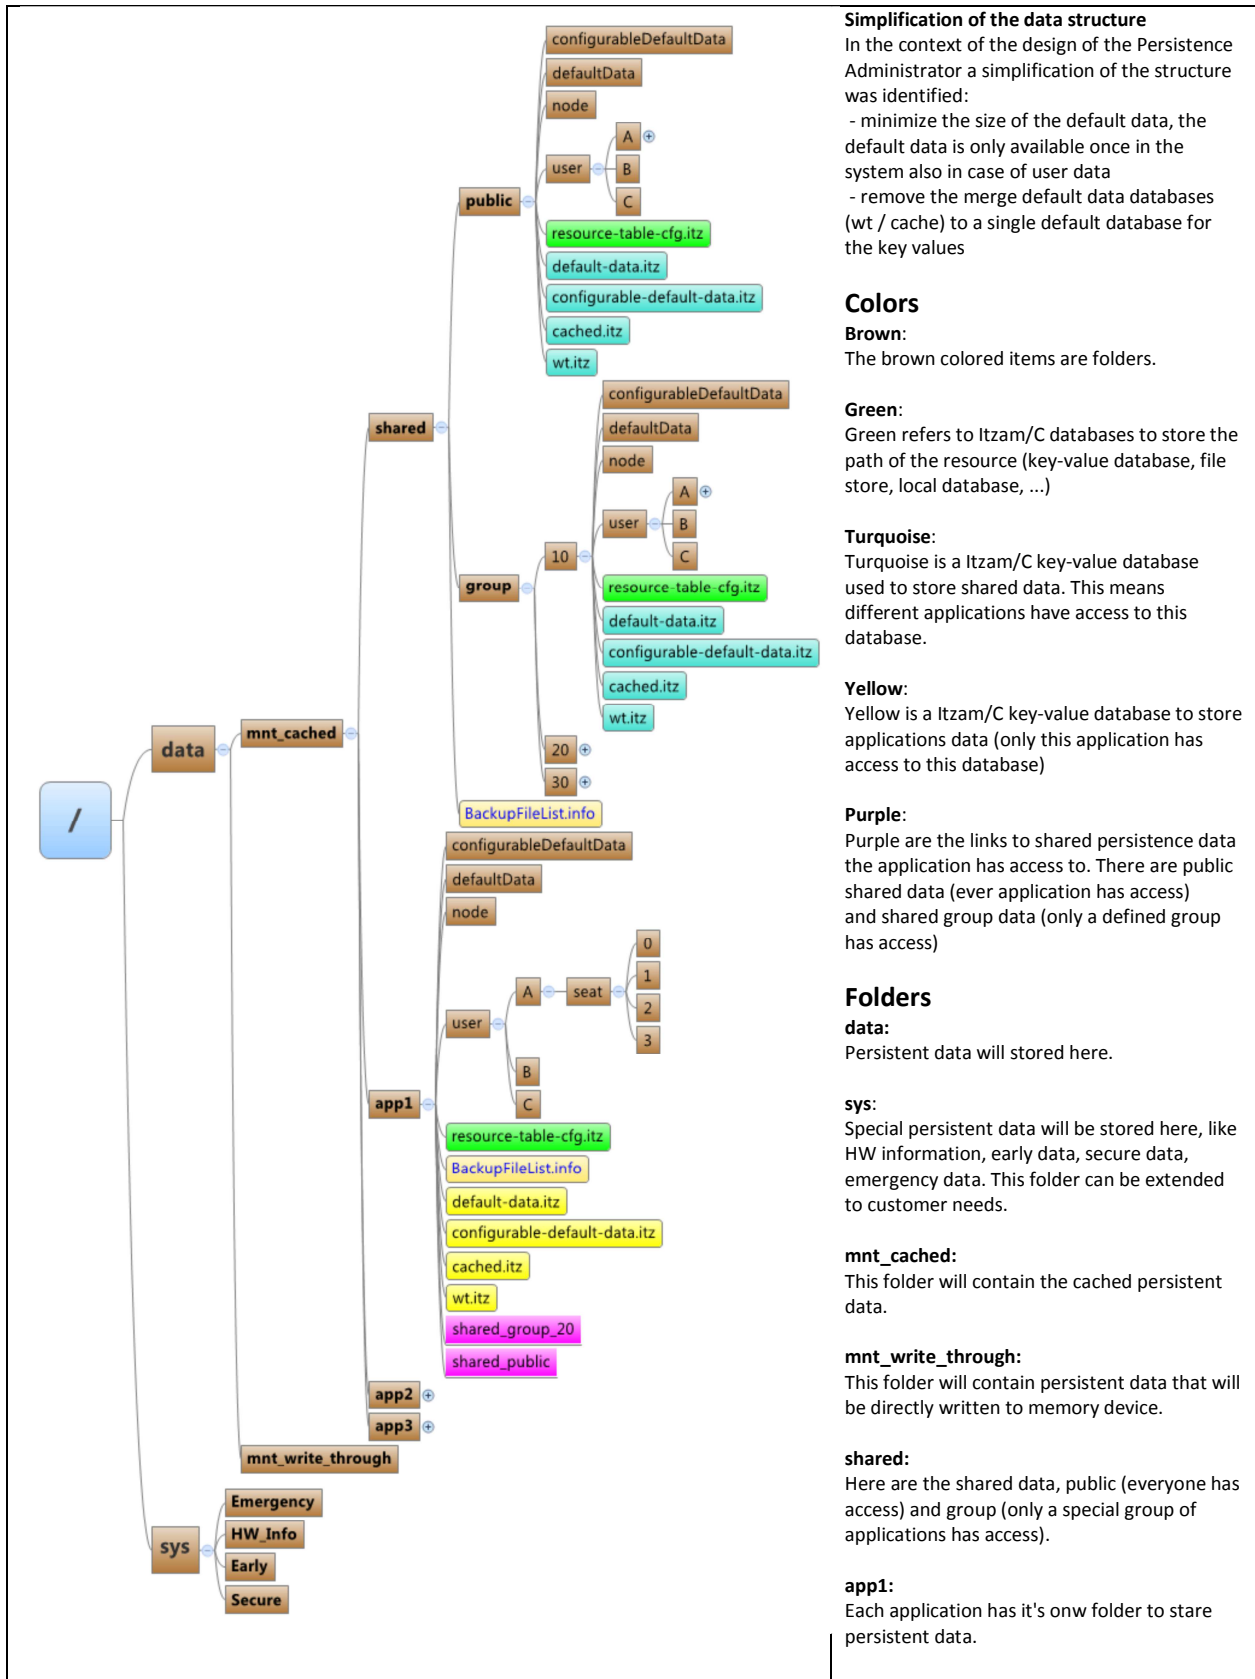 configurableDefaultData
defaultData
node
A
user
B
C
public
resource-table-cfg.itz
default-data.itz
configurable-default-data.itz
cached.itz
wt.itz
configurableDefaultData
shared
defaultData
node
A
user
B
C
10
group
resource-table-cfg.itz
default-data.itz
configurable-default-data.itz
cached.itz
wt.itz
mnt_cached
data
20
30
BackupFileList.info
/
configurableDefaultData
defaultData
node
0
1
A
seat
2
user
3
B
C
app1
resource-table-cfg.itz
BackupFileList.info
default-data.itz
configurable-default-data.itz
cached.itz
wt.itz
shared_group_20
shared_public
app2
app3
mnt_write_through
Emergency
HW_Info
sys
Early
Secure
Simplification of the data structure
In the context of the design of the Persistence
Administrator a simplification of the structure
was identified:
- minimize the size of the default data, the
default data is only available once in the
system also in case of user data
- remove the merge default data databases
(wt / cache) to a single default database for
the key values
Colors
Brown:
The brown colored items are folders.
Green:
Green refers to Itzam/C databases to store the
path of the resource (key-value database, file
store, local database, ...)
Turquoise:
Turquoise is a Itzam/C key-value database
used to store shared data. This means
different applications have access to this
database.
Yellow:
Yellow is a Itzam/C key-value database to store
applications data (only this application has
access to this database)
Purple:
Purple are the links to shared persistence data
the application has access to. There are public
shared data (ever application has access)
and shared group data (only a defined group
has access)
Folders
data:
Persistent data will stored here.
sys:
Special persistent data will be stored here, like
HW information, early data, secure data,
emergency data. This folder can be extended
to customer needs.
mnt_cached:
This folder will contain the cached persistent
data.
mnt_write_through:
This folder will contain persistent data that will
be directly written to memory device.
shared:
Here are the shared data, public (everyone has
access) and group (only a special group of
applications has access).
app1:
Each application has it's onw folder to stare
persistent data.